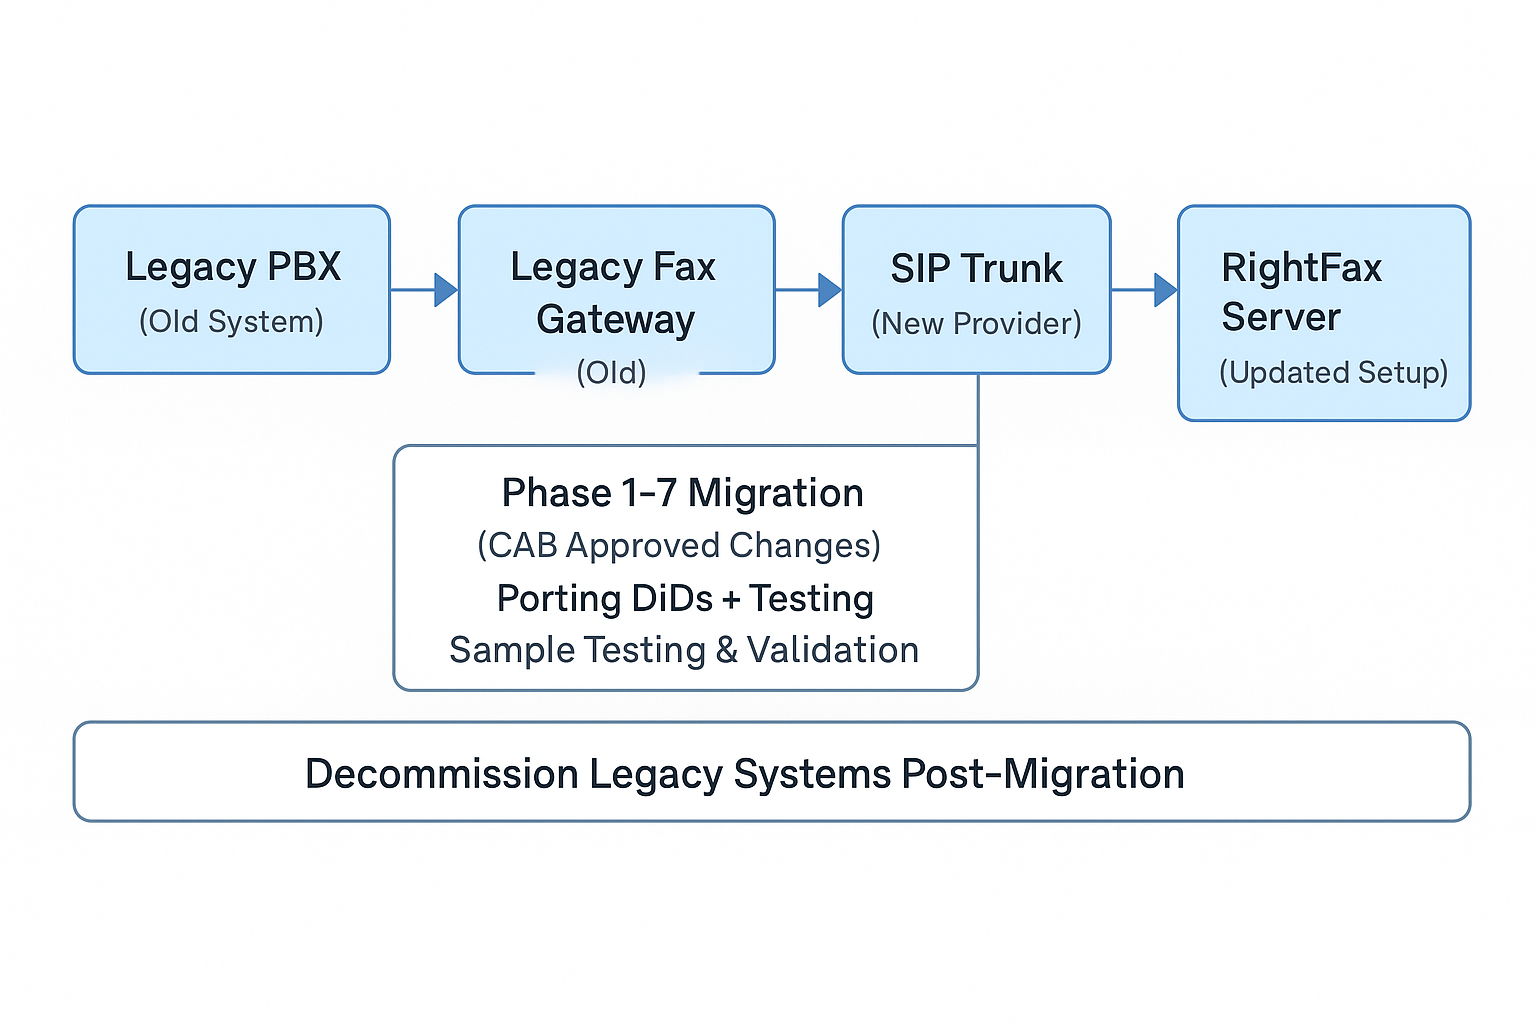 Legacy PBX
(Old System)
Legacy Fax
Gateway
(Old)
SIP Trunk
(New Provider)
RightFax
Server
(Updated Setup)
Phase 1–7 Migration
(CAB Approved Changes)
Porting DiDs + Testing
Sample Testing & Validation
Decommission Legacy Systems Post-Migration